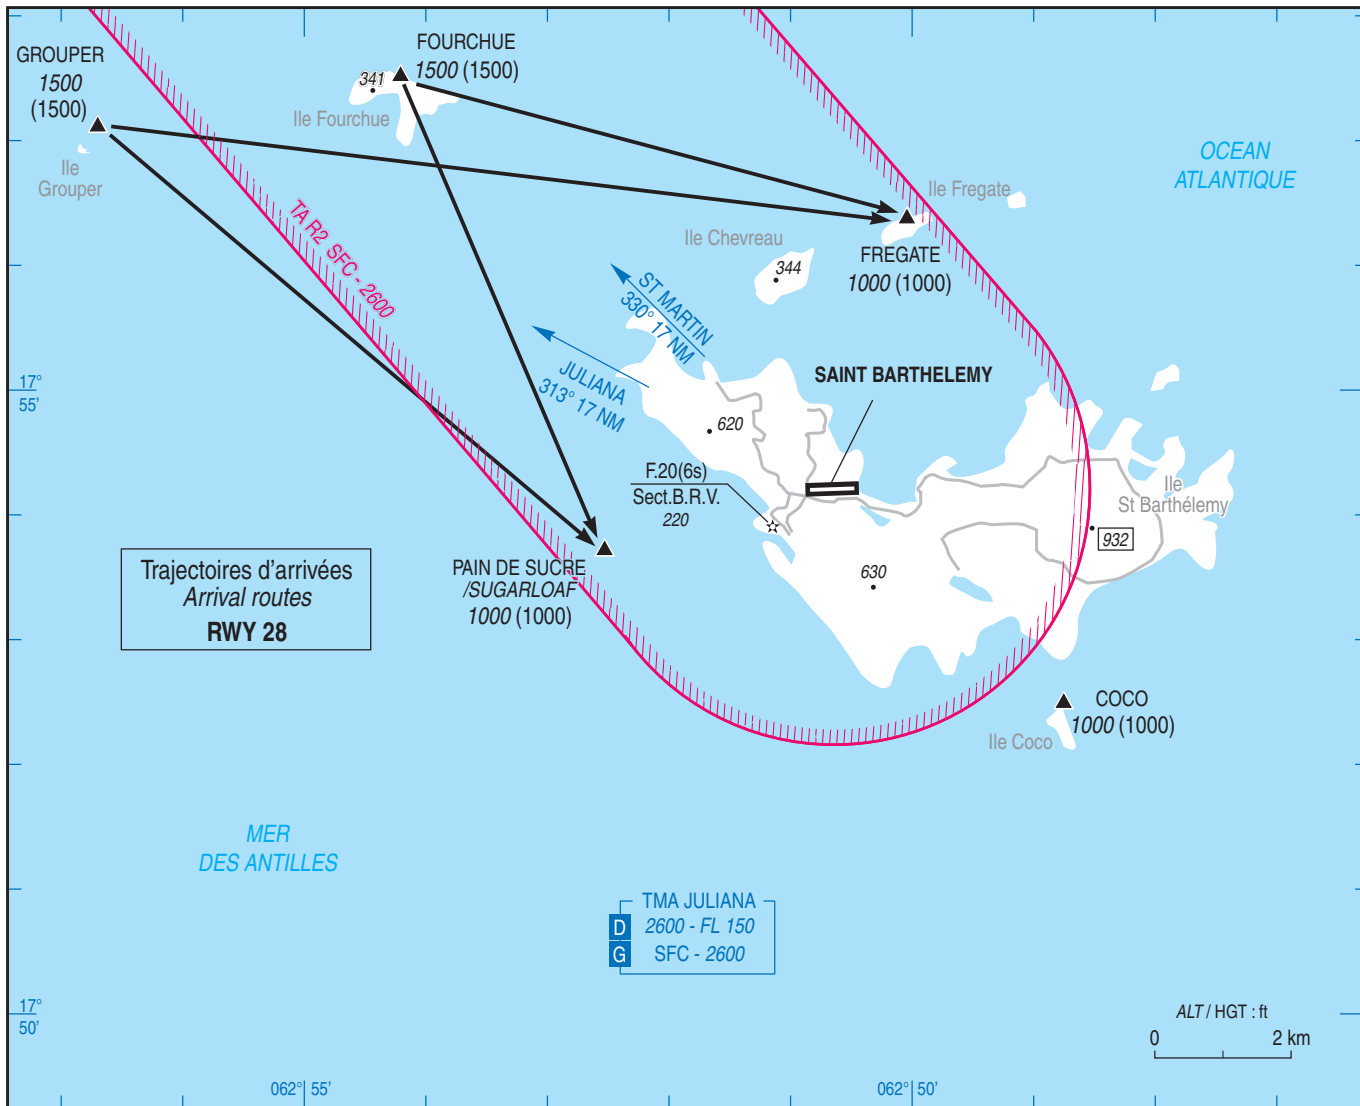 GROUPER
1500
(1500)
FOURCHUE
1500 (1500)
341
Ile Fourchue
Ile
Grouper
OCEAN
ATLANTIQUE
Ile Fregate
TA R2 SFC - 2600
Ile Chevreau
344
FREGATE
1000 (1000)
ST MARTIN
330° 17 NM
JULIANA
313° 17 NM
SAINT BARTHELEMY
17°
55'
620
F.20(6s)
Sect.B.R.V.
220
Ile
St Barthélemy
932
Trajectoires d'arrivées
Arrival routes
RWY 28
PAIN DE SUCRE
/SUGARLOAF
1000 (1000)
630
COCO
1000 (1000)
Ile Coco
MER
DES ANTILLES
TMA JULIANA
D 2600 - FL 150
G SFC - 2600
17°
50'
ALT / HGT : ft
0 2 km
062° 55'
062° 50'